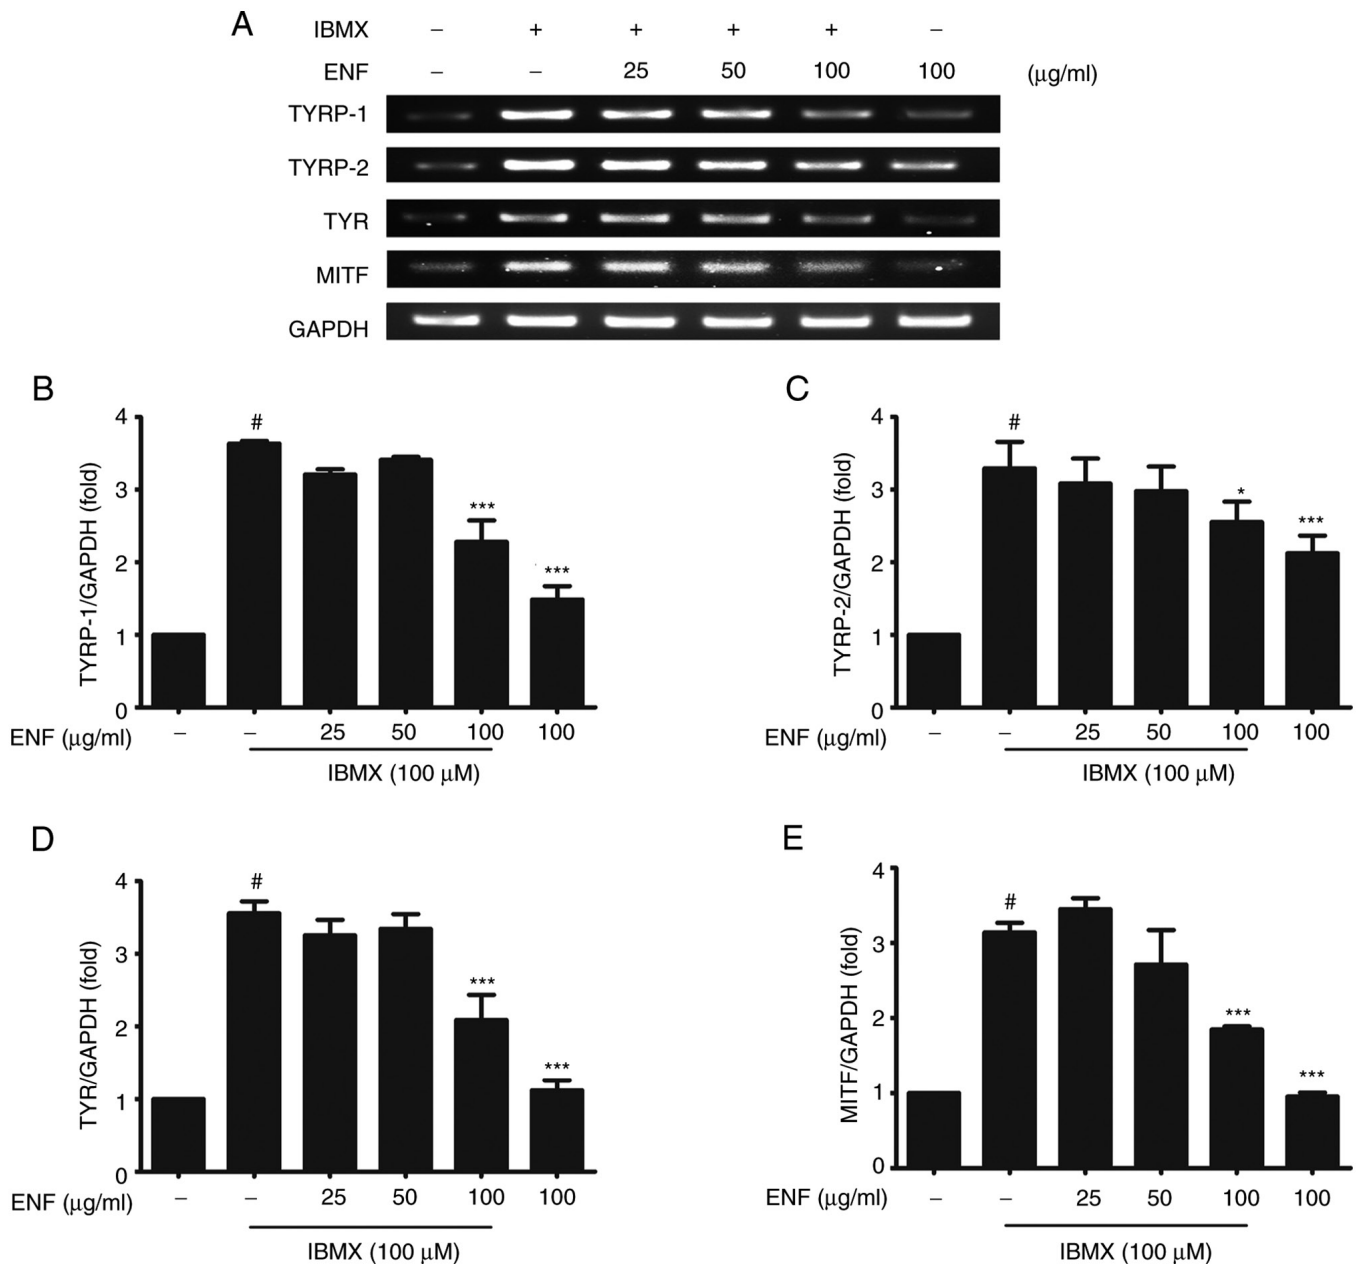 A
IBMX – + + + + –
ENF – – 25 50 100 100 (μg/ml)
TYRP-1
TYRP-2
TYR
MITF
GAPDH
B
TYRP-1/GAPDH (fold)
4
3
2
1
0
#
***
***
ENF (μg/ml) – – 25 50 100 100
IBMX (100 μM)
C
TYRP-2/GAPDH (fold)
4
3
2
1
0
#
*
***
ENF (μg/ml) – – 25 50 100 100
IBMX (100 μM)
D
TYR/GAPDH (fold)
4
3
2
1
0
#
***
***
ENF (μg/ml) – – 25 50 100 100
IBMX (100 μM)
E
MITF/GAPDH (fold)
4
3
2
1
0
#
***
***
ENF (μg/ml) – – 25 50 100 100
IBMX (100 μM)